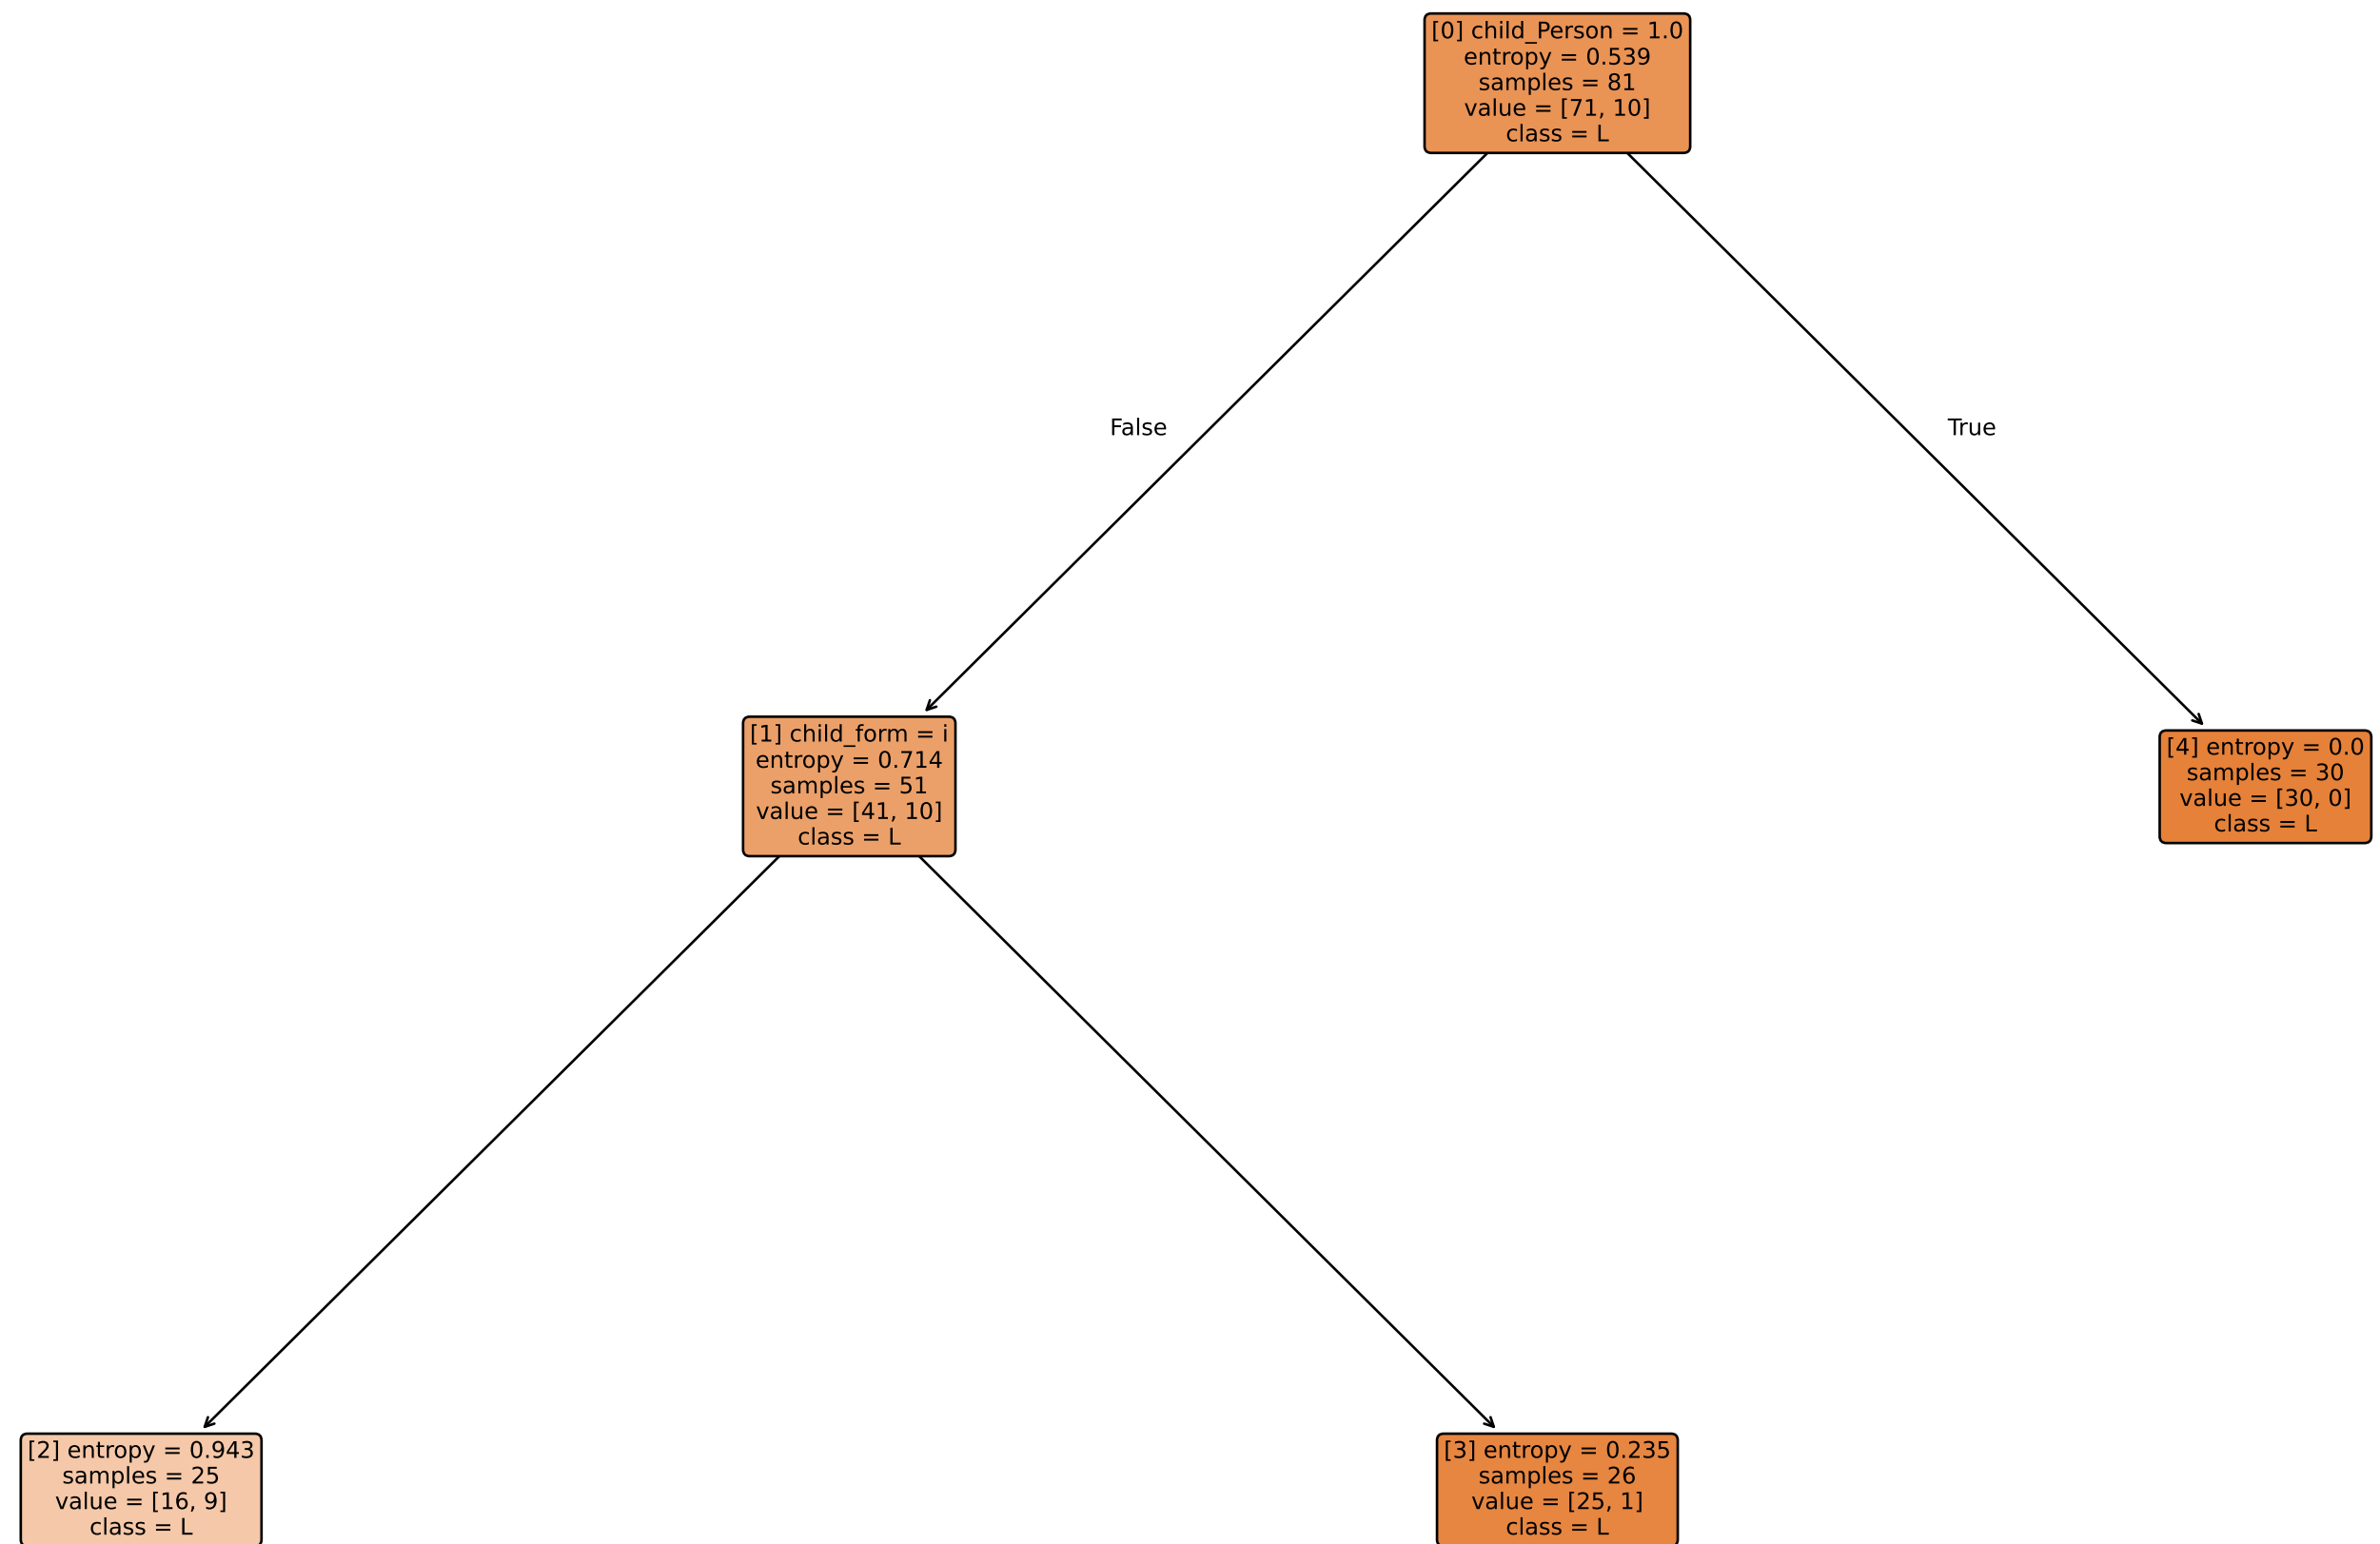 [0] child_Person = 1.0
entropy = 0.539
samples = 81
value = [71, 10]
class = L
False
True
[1] child_form = i
entropy = 0.714
samples = 51
value = [41, 10]
class = L
[4] entropy = 0.0
samples = 30
value = [30, 0]
class = L
[2] entropy = 0.943
samples = 25
value = [16, 9]
class = L
[3] entropy = 0.235
samples = 26
value = [25, 1]
class = L